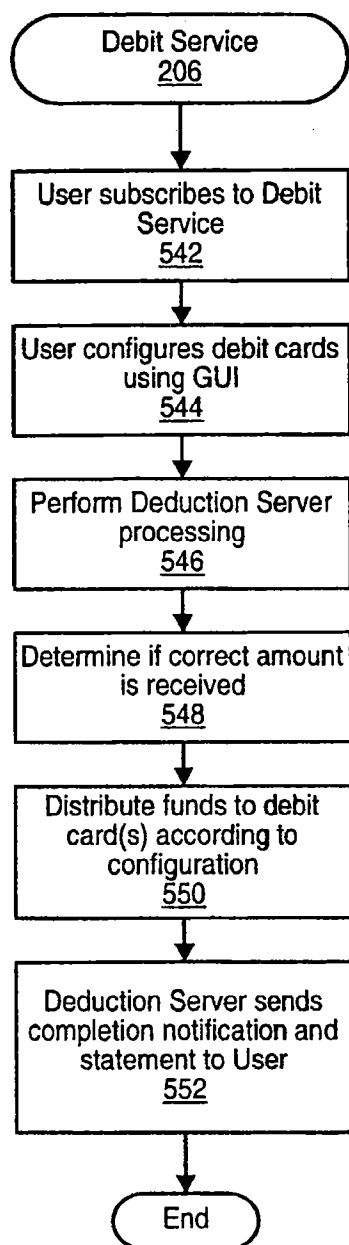 Debit Service
206
User subscribes to Debit
Service
542
User configures debit cards
using GUI
544
Perform Deduction Server
processing
546
Determine if correct amount
is received
548
Distribute funds to debit
card(s) according to
configuration
550
Deduction Server sends
completion notification and
statement to User
552
End